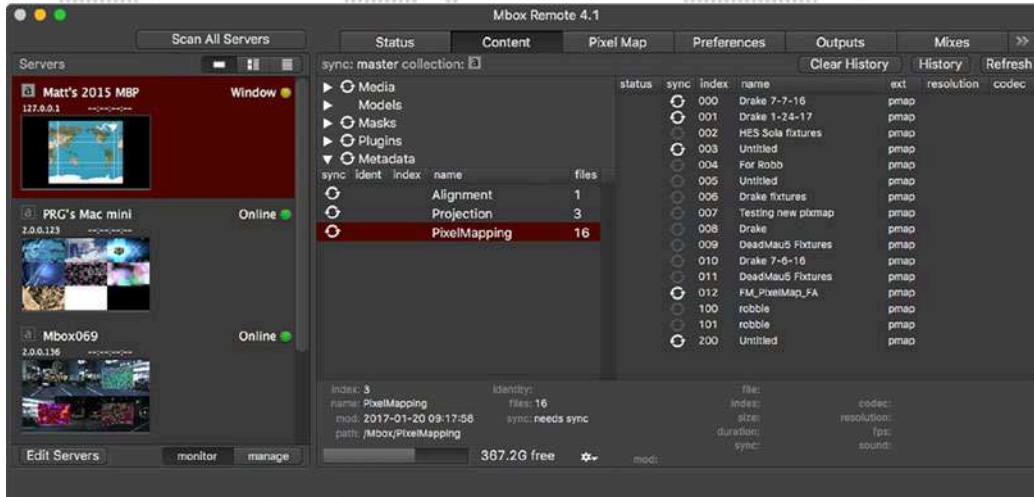 Mbox Remote 4.1
Scan All Servers
Status Content Pixel Map Preferences Outputs Mixes >>
Servers
sync: master collection: a
Clear History History Refresh
a Matt's 2015 MBP Window
127.0.0.1 --:--:--:--
a PRG's Mac mini Online
2.0.0.123 --:--:--:--
a Mbox069 Online
2.0.0.136 --:--:--:--
Edit Servers monitor manage
Media
Models
Masks
Plugins
Metadata
sync ident index name files
Alignment 1
Projection 3
PixelMapping 16
status sync index name ext resolution codec
000 Drake 7-7-16 pmap
001 Drake 1-24-17 pmap
002 HES Sola fixtures pmap
003 Untitled pmap
004 For Robb pmap
005 Untitled pmap
006 Drake fixtures pmap
007 Testing new pixmap pmap
008 Drake pmap
009 DeadMau5 Fixtures pmap
010 Drake 7-6-16 pmap
011 DeadMau5 Fixtures pmap
012 FM_PixelMap_FA pmap
100 robbie pmap
101 robbie pmap
200 Untitled pmap
index: 3 identity:
name: PixelMapping files: 16
mod: 2017-01-20 09:17:58 sync: needs sync
path: /Mbox/PixelMapping
file:
index: codec:
size: resolution:
duration: fps:
sync: sound:
mod:
367.2G free